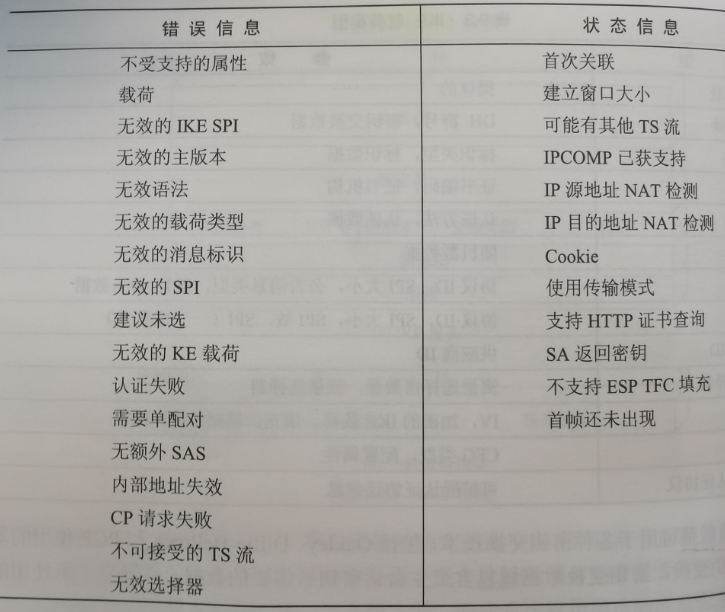 错误信息 状态信息
不受支持的属性 首次关联
载荷 建立窗口大小
无效的 IKE SPI 可能有其他 TS 流
无效的主版本 IPCOMP 已获支持
无效语法 IP 源地址 NAT 检测
无效的载荷类型 IP 目的地址 NAT 检测
无效的消息标识 Cookie
无效的 SPI 使用传输模式
建议未选 支持 HTTP 证书查询
无效的 KE 载荷 SA 返回密钥
认证失败 不支持 ESP TFC 填充
需要单配对 首帧还未出现
无额外 SAS
内部地址失效
CP 请求失败
不可接受的 TS 流
无效选择器